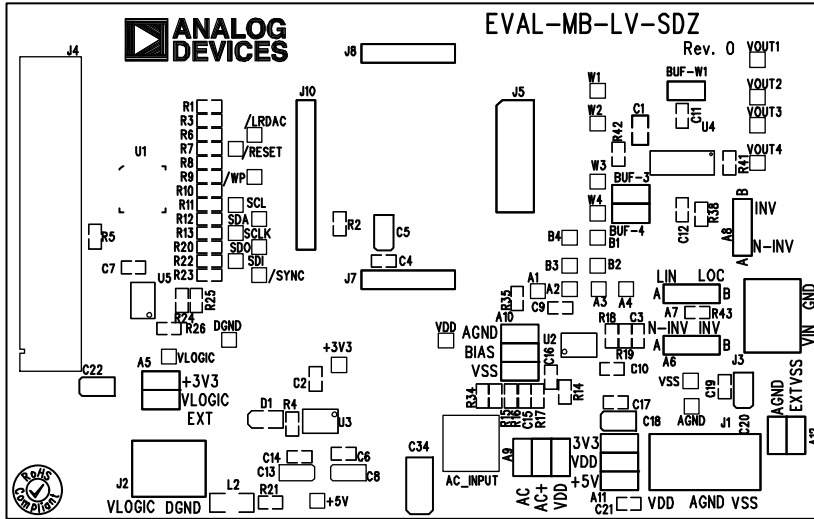 ANALOG
DEVICES
EVAL-MB-LV-SDZ
Rev. 0
J4
J8
J10
J5
W1
W2
BUF-W1
C1
C11
U4
VOUT1
VOUT2
VOUT3
VOUT4
R1
R3
R6
R7
R8
R9
R10
R11
R12
R13
R20
R22
R23
/LRDAC
/RESET
/WP
SCL
SDA
SCLK
SDO
SDI
/SYNC
U1
R5
C7
U5
R24
R25
R26
DGND
R2
C5
C4
J7
R42
R41
W3
BUF-3
W4
BUF-4
C12
R38
B
INV
A8
N-INV
A
B4
B1
B3
B2
A1
A2
A3
A4
R35
C9
A10
AGND
BIAS
VSS
VDD
U2
C16
R14
R18
C3
R19
C10
LIN
LOC
A
B
A7
R43
N-INV
INV
A
B
A6
GND
VIN
VSS
AGND
C19
J3
C20
AGND
EXTVSS
A12
C22
A5
VLOGIC
+3V3
VLOGIC
EXT
+3V3
C2
D1
R4
U3
R34
R15
R16
C15
R17
C17
C18
C14
C13
C6
C8
C34
AC_INPUT
A9
AC
AC+
VDD
3V3
VDD
+5V
A11
C21
J1
VDD
AGND
VSS
J2
VLOGIC
DGND
L2
R21
+5V
RoHS
Compliant